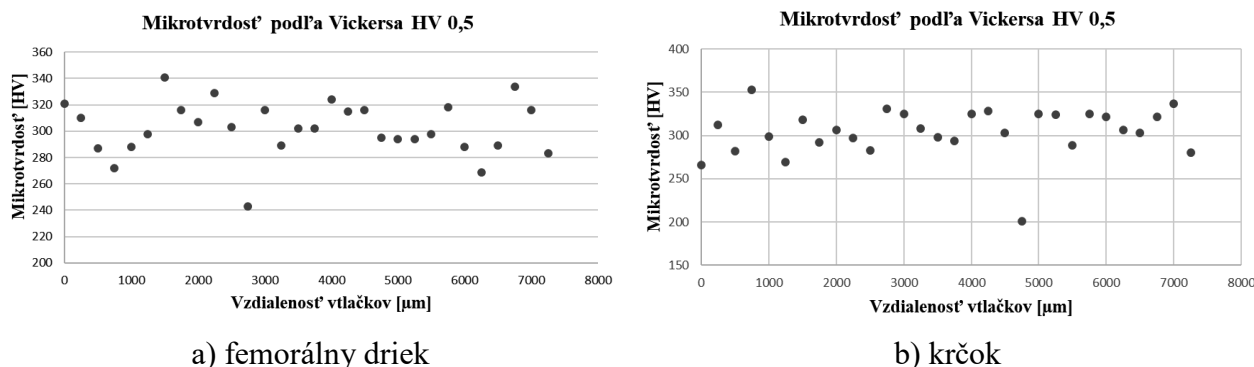 Mikrotvrdosť podľa Vickersa HV 0,5
Mikrotvrdosť [HV]
360
340
320
300
280
260
240
220
200
0 1000 2000 3000 4000 5000 6000 7000 8000
Vzdialenosť vtlačkov [µm]
a) femorálny driek
Mikrotvrdosť podľa Vickersa HV 0,5
Mikrotvrdosť [HV]
400
350
300
250
200
150
0 1000 2000 3000 4000 5000 6000 7000 8000
Vzdialenosť vtlačkov [µm]
b) krčok